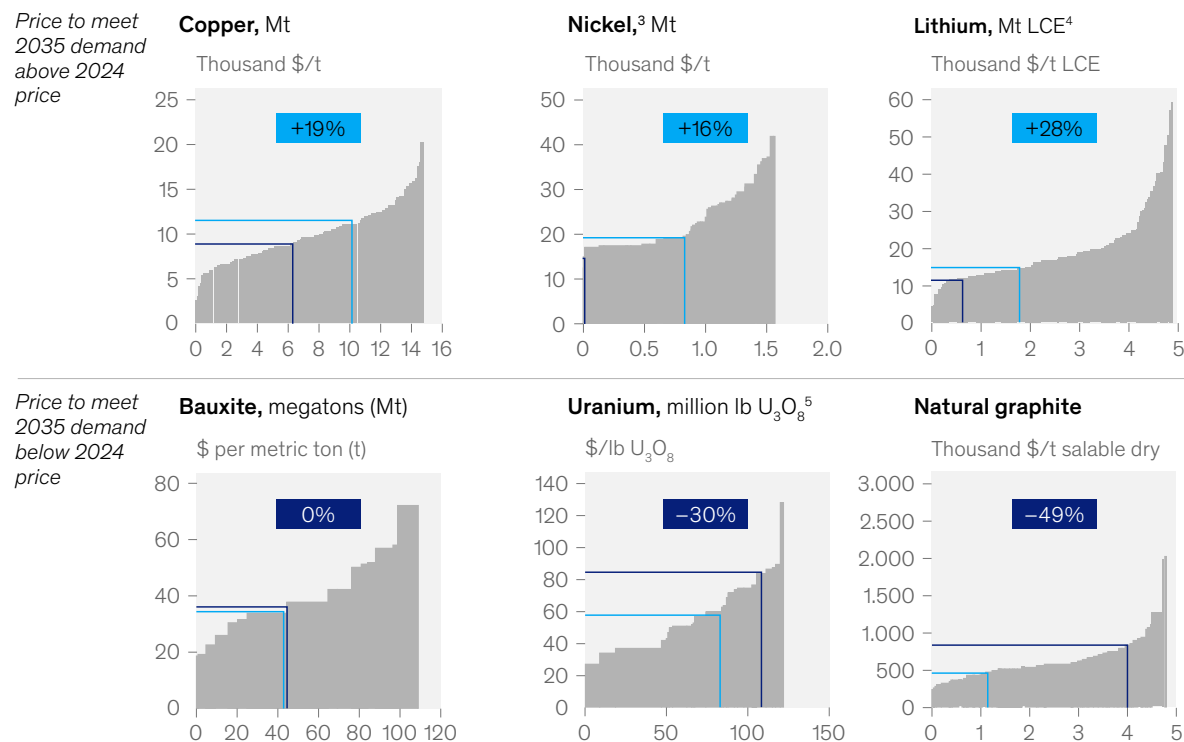 Price to meet
2035 demand
above 2024
price
Copper, Mt
Thousand $/t
25
20
15
10
5
0
+19%
0 2 4 6 8 10 12 14 16
Nickel,³ Mt
Thousand $/t
50
40
30
20
10
0
+16%
0 0.5 1.0 1.5 2.0
Lithium, Mt LCE⁴
Thousand $/t LCE
60
50
40
30
20
10
0
+28%
0 1 2 3 4 5
Price to meet
2035 demand
below 2024
price
Bauxite, megatons (Mt)
$ per metric ton (t)
80
60
40
20
0
0%
0 20 40 60 80 100 120
Uranium, million lb U₃O₈⁵
$/lb U₃O₈
140
120
100
80
60
40
20
0
−30%
0 50 100 150
Natural graphite
Thousand $/t salable dry
3.000
2.500
2.000
1.500
1.000
500
0
−49%
0 1 2 3 4 5